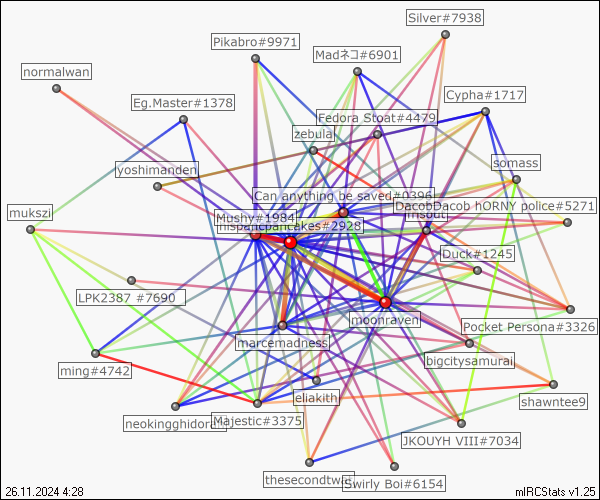 Silver#7938
Pikabro#9971
Madネコ#6901
normalwan
Cypha#1717
Eg.Master#1378
Fedora Stoat#4479
zebula
somass
yoshimanden
Can anything be saved#0396
DacobDacob hORNY police#5271
mukszi
Mushy#1984
hispanicpancakes#2928
Duck#1245
LPK2387 #7690
moonraven
Pocket Persona#3326
marcemadness
bigcitysamurai
ming#4742
eliakith
shawntee9
neokingghidorah
Majestic#3375
JKOUYH VIII#7034
thesecondtwa
Swirly Boi#6154
26.11.2024 4:28
mIRCStats v1.25